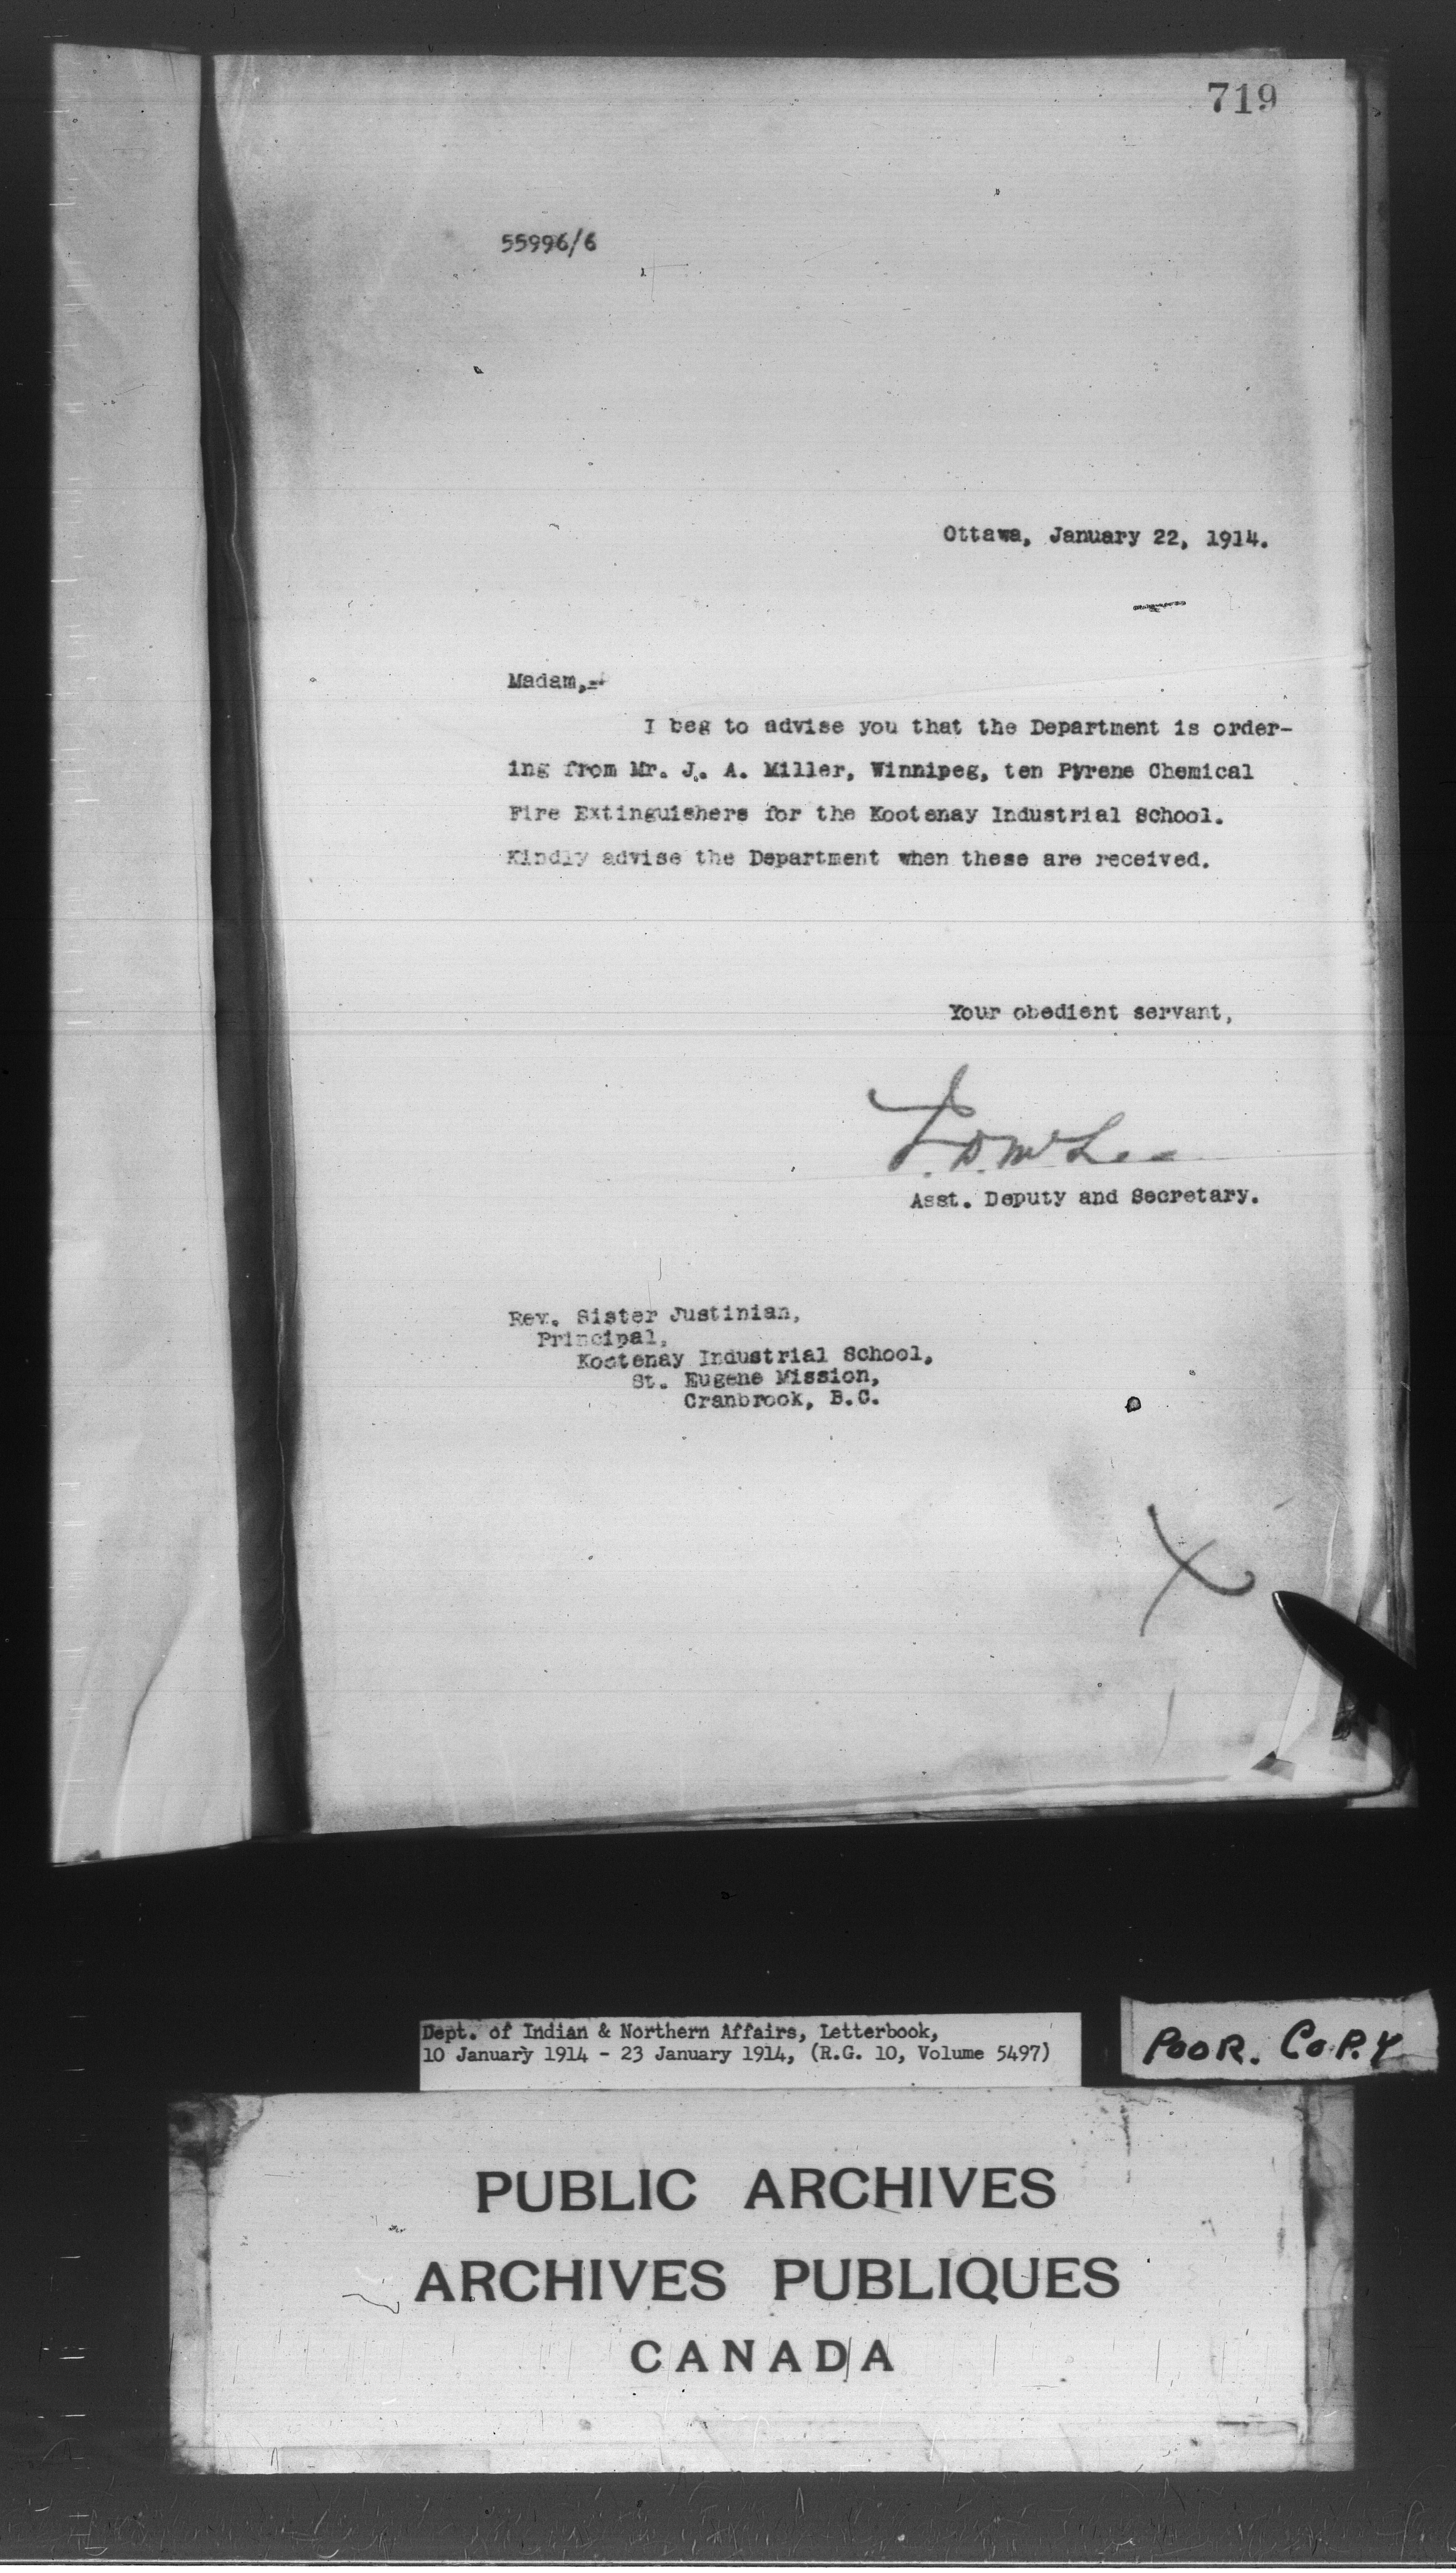 719
55996/6
Ottawa, January 22, 1914.
Madam,--
I beg to advise you that the Department is order-
ing from Mr. J. A. Miller, Winnipeg, ten Pyrene Chemical
Fire Extinguishers for the Kootenay Industrial School.
Kindly advise the Department when these are received.
Your obedient servant,
J. D. McLean
Asst. Deputy and Secretary.
Rev. Sister Justinian,
Principal,
Kootenay Industrial School,
St. Eugene Mission,
Cranbrook, B.C.
X
Dept. of Indian & Northern Affairs, Letterbook,
10 January 1914 - 23 January 1914, (R.G. 10, Volume 5497)
POOR. COPY
PUBLIC ARCHIVES
ARCHIVES PUBLIQUES
CANADA